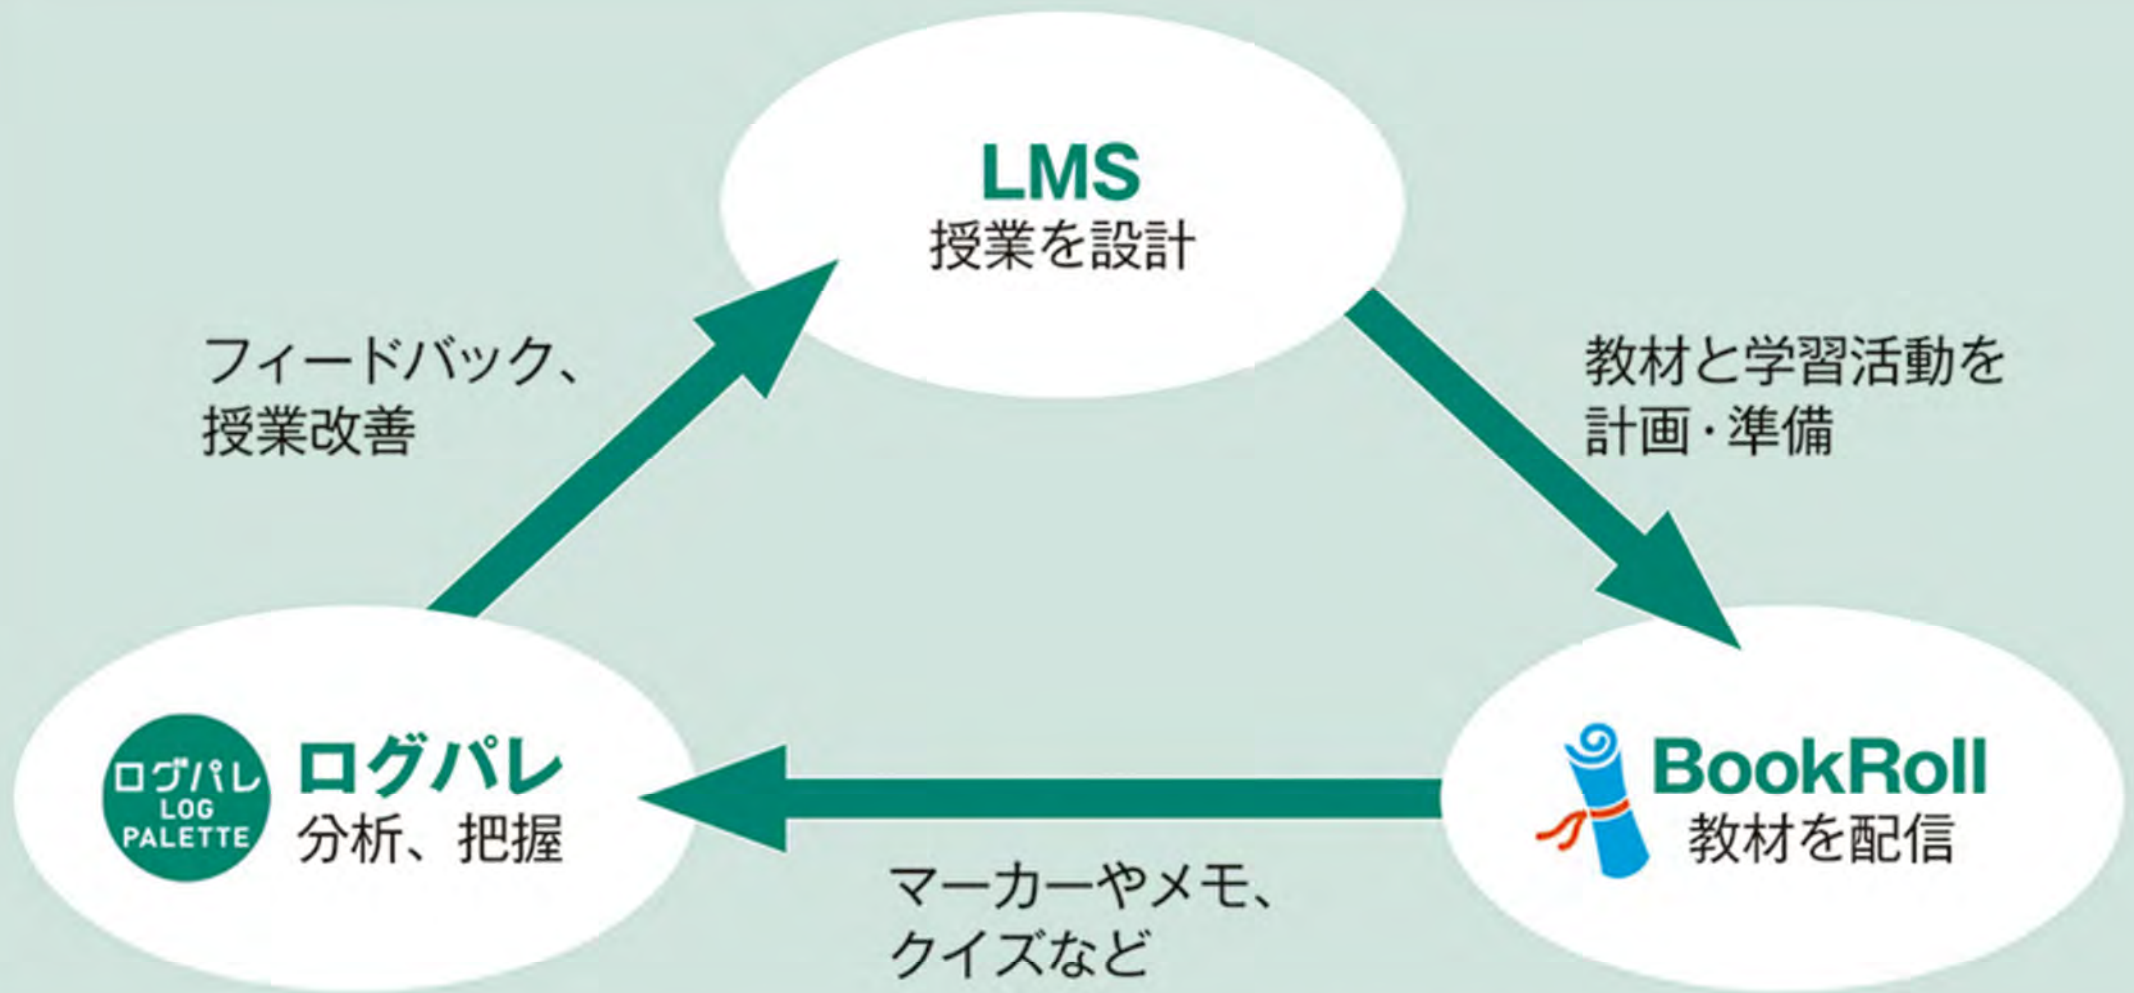 LMS
授業を設計
フィードバック、
授業改善
教材と学習活動を
計画・準備
ログパレ
LOG
PALETTE
ログパレ
分析、把握
BookRoll
教材を配信
マーカーやメモ、
クイズなど